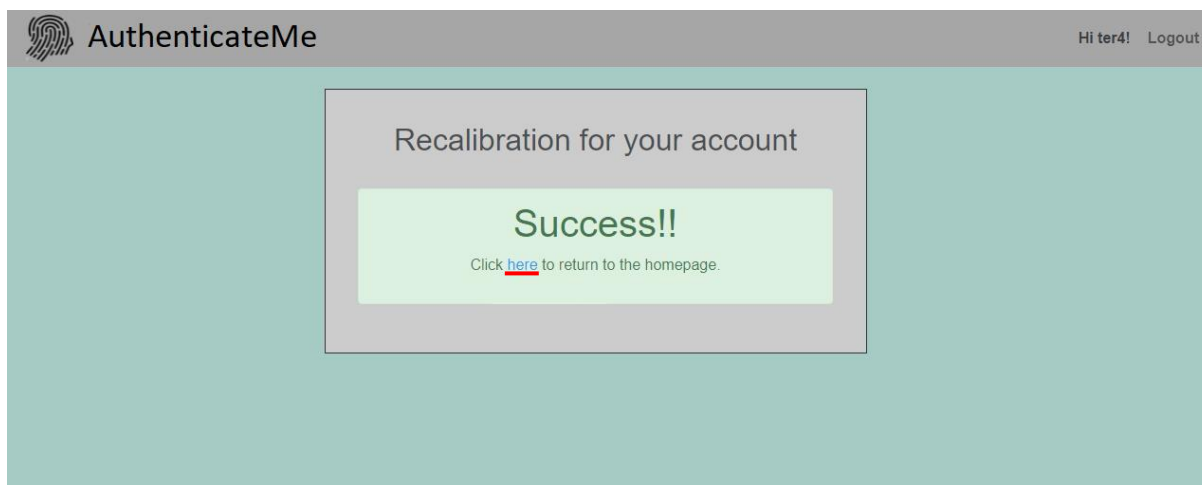 AuthenticateMe
Hi ter4! Logout
Recalibration for your account
Success!!
Click here to return to the homepage.